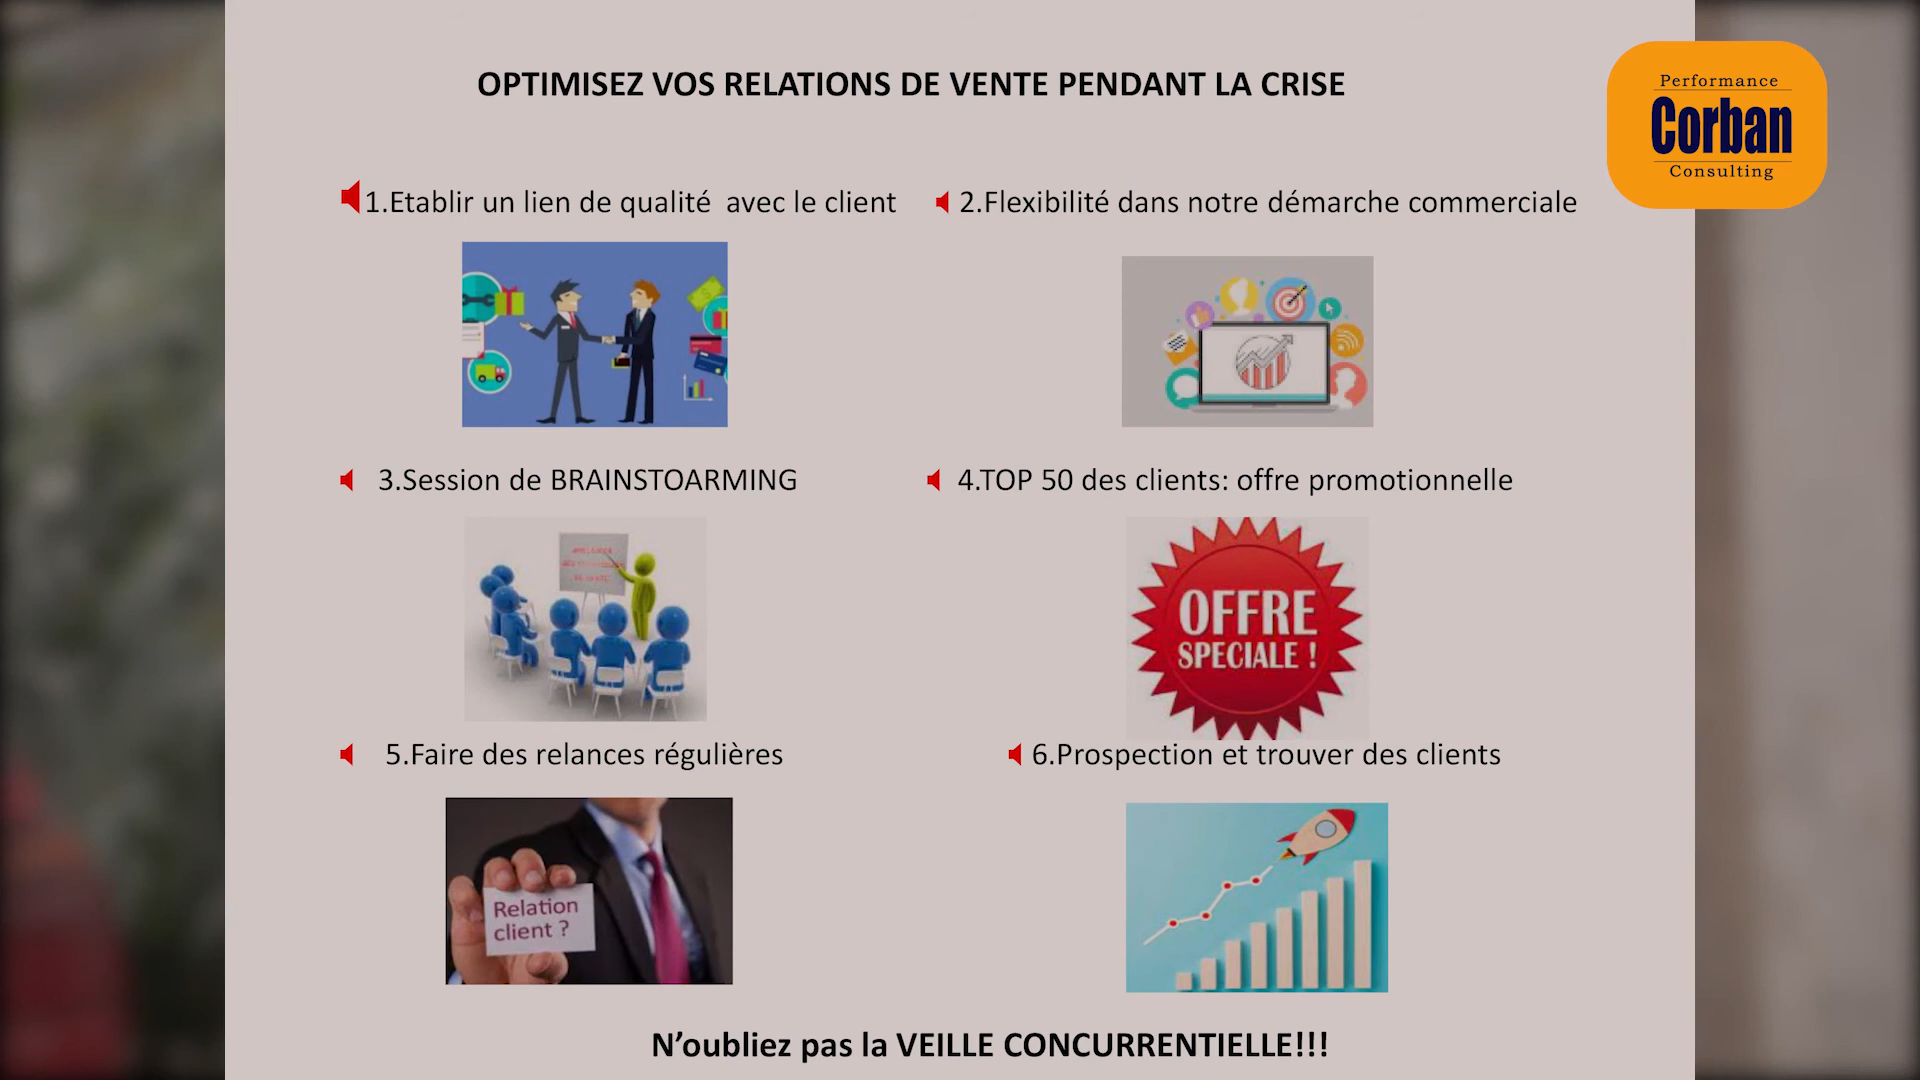 OPTIMISEZ VOS RELATIONS DE VENTE PENDANT LA CRISE
Performance
Corban
Consulting
1.Etablir un lien de qualité avec le client
2.Flexibilité dans notre démarche commerciale
3.Session de BRAINSTOARMING
4.TOP 50 des clients: offre promotionnelle
OFFRE
SPECIALE !
5.Faire des relances régulières
6.Prospection et trouver des clients
Relation
client ?
N’oubliez pas la VEILLE CONCURRENTIELLE!!!